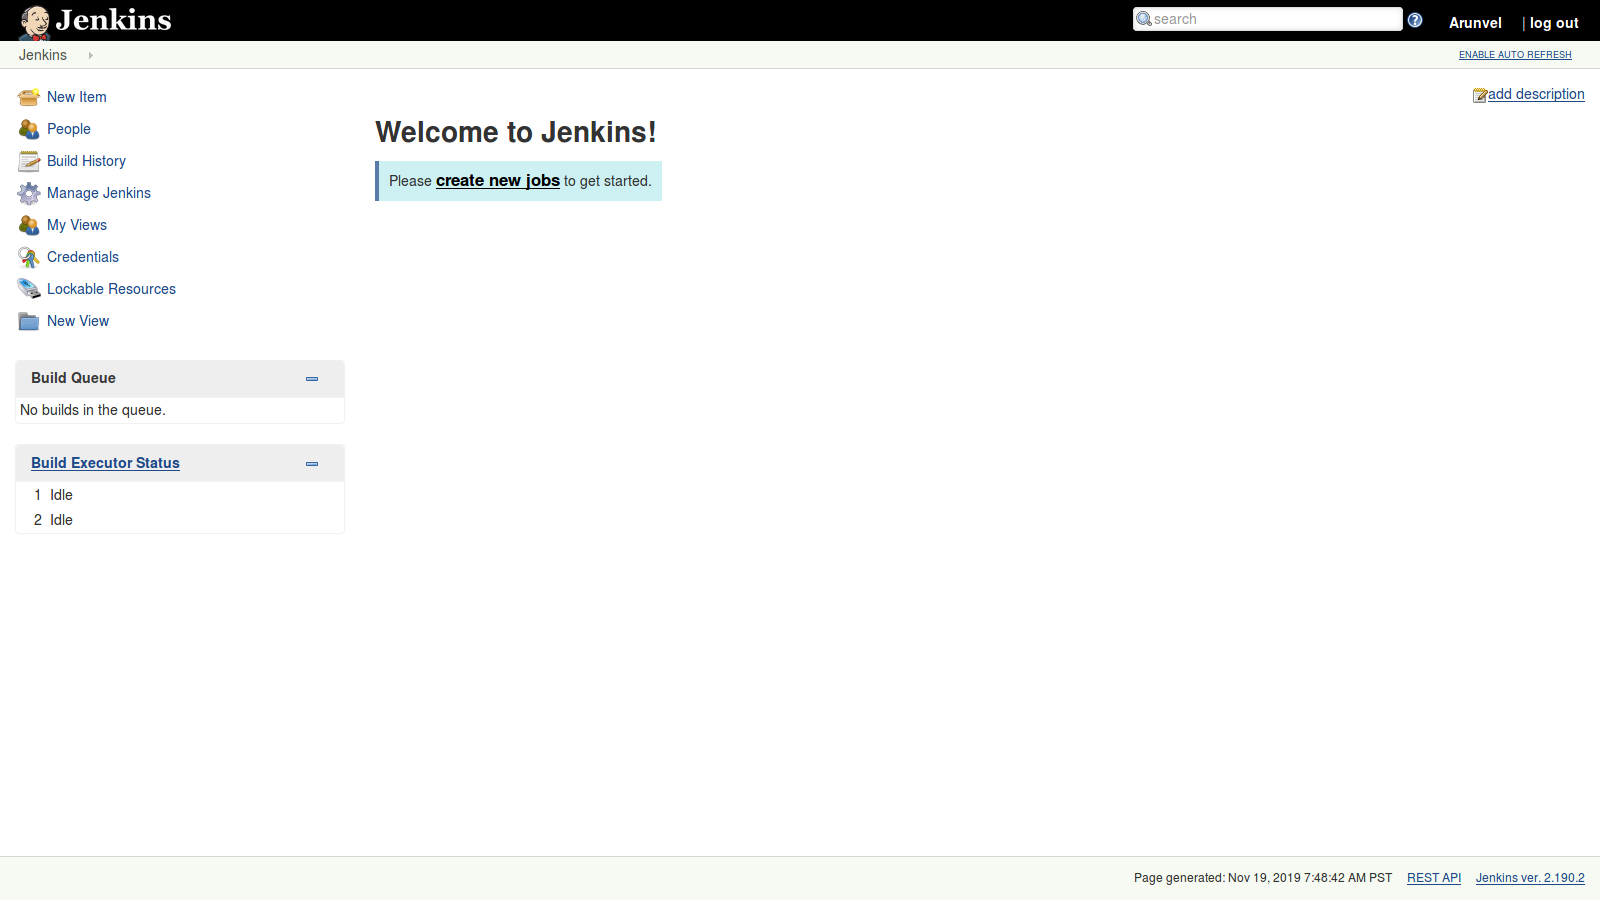 Jenkins
search
?
Arunvel
| log out
Jenkins
ENABLE AUTO REFRESH
New Item
People
Build History
Manage Jenkins
My Views
Credentials
Lockable Resources
New View
Build Queue
No builds in the queue.
Build Executor Status
1 Idle
2 Idle
add description
Welcome to Jenkins!
Please create new jobs to get started.
Page generated: Nov 19, 2019 7:48:42 AM PST REST API Jenkins ver. 2.190.2